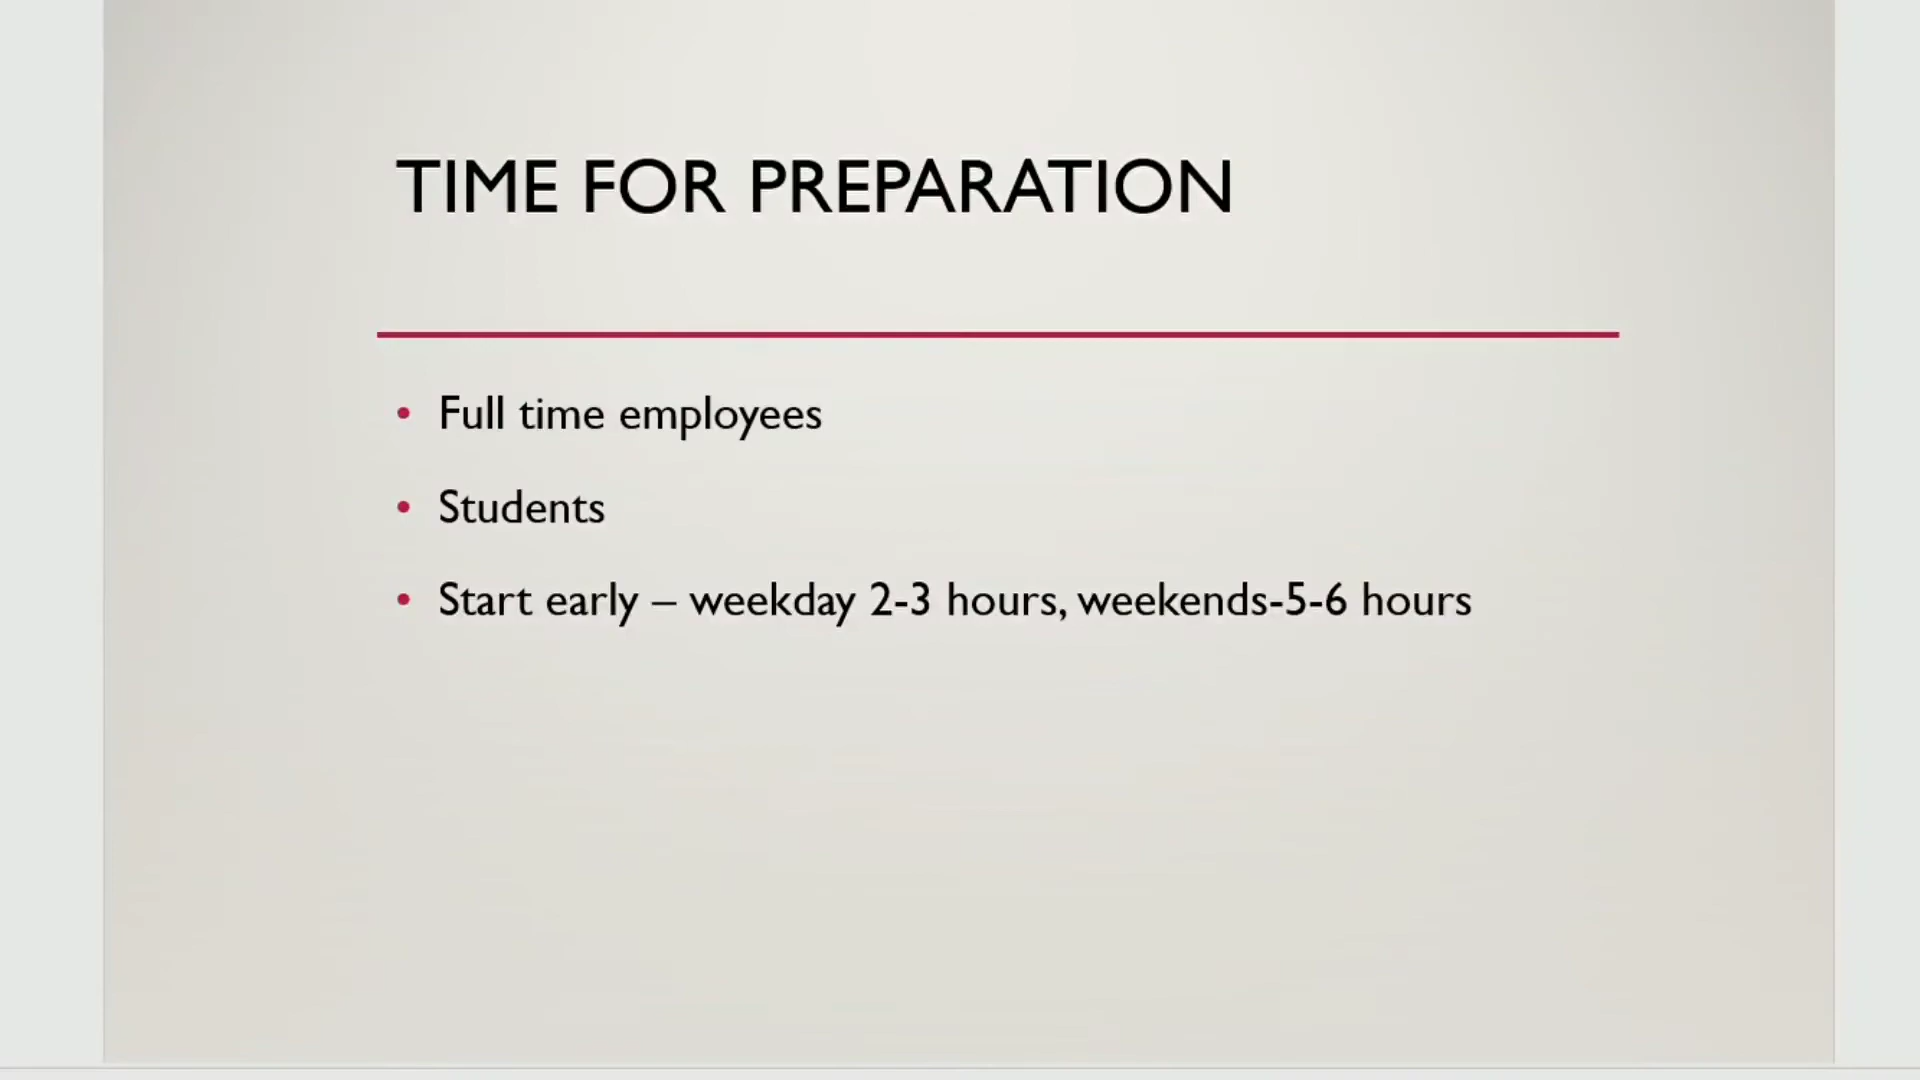 TIME FOR PREPARATION
• Full time employees
• Students
• Start early – weekday 2-3 hours, weekends-5-6 hours